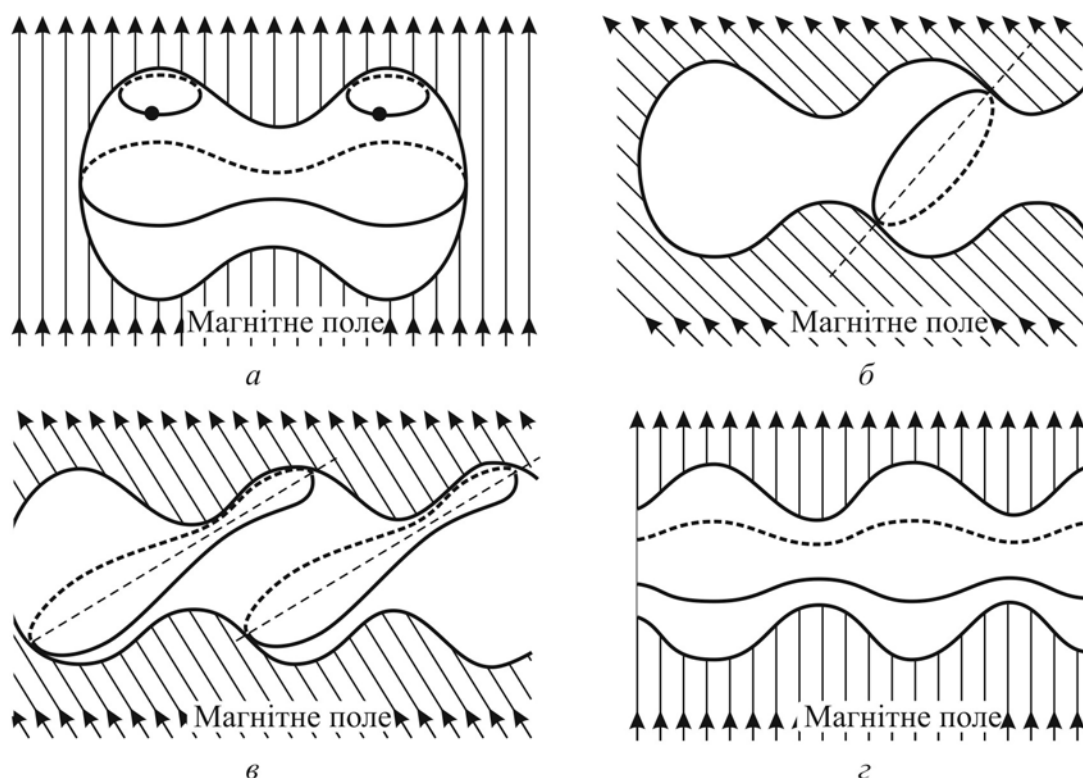 Магнітне поле
а
Магнітне поле
б
Магнітне поле
в
Магнітне поле
г